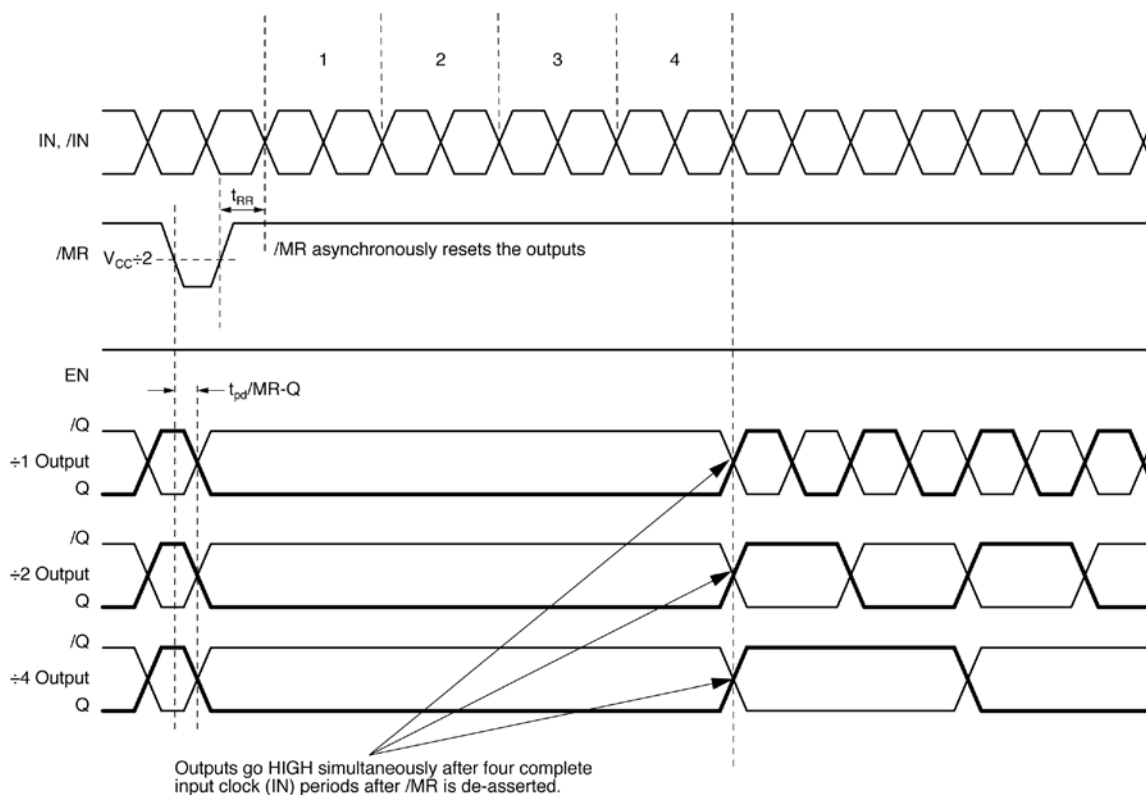 1 2 3 4
IN, /IN
tRR
/MR
VCC÷2
/MR asynchronously resets the outputs
EN
tpd/MR-Q
/Q
÷1 Output
Q
/Q
÷2 Output
Q
/Q
÷4 Output
Q
Outputs go HIGH simultaneously after four complete
input clock (IN) periods after /MR is de-asserted.